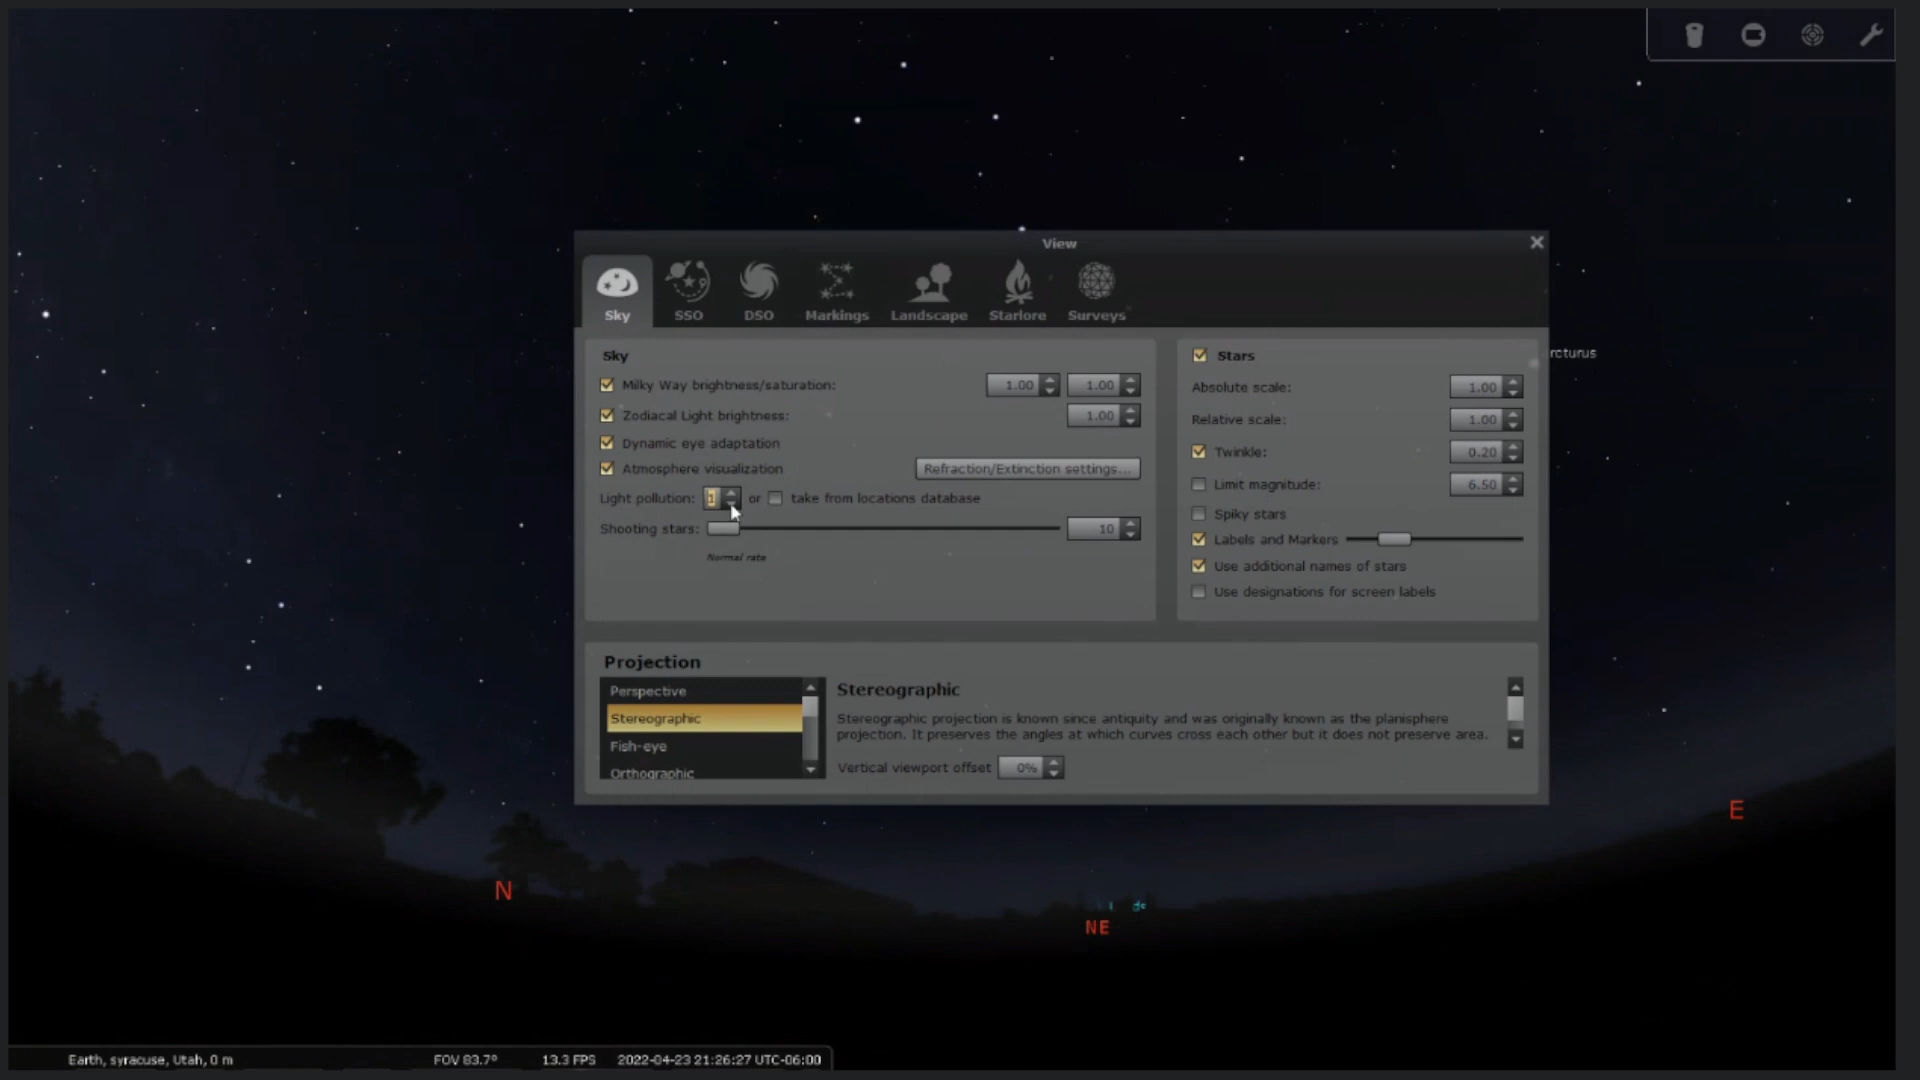 View
Sky SSO DSO Markings Landscape Starlore Surveys
Sky
Milky Way brightness/saturation: 1.00 1.00
Zodiacal Light brightness: 1.00
Dynamic eye adaptation
Atmosphere visualization Refraction/Extinction settings...
Light pollution: 1 or take from locations database
Shooting stars: 10
Normal rate
Stars
rcturus
Absolute scale: 1.00
Relative scale: 1.00
Twinkle: 0.20
Limit magnitude: 6.50
Spiky stars
Labels and Markers
Use additional names of stars
Use designations for screen labels
Projection
Perspective
Stereographic
Fish-eye
Orthographic
Stereographic
Stereographic projection is known since antiquity and was originally known as the planisphere
projection. It preserves the angles at which curves cross each other but it does not preserve area.
Vertical viewport offset 0%
E
N
NE
Earth, syracuse, Utah, 0 m FOV 83.7° 13.3 FPS 2022-04-23 21:26:27 UTC-06:00